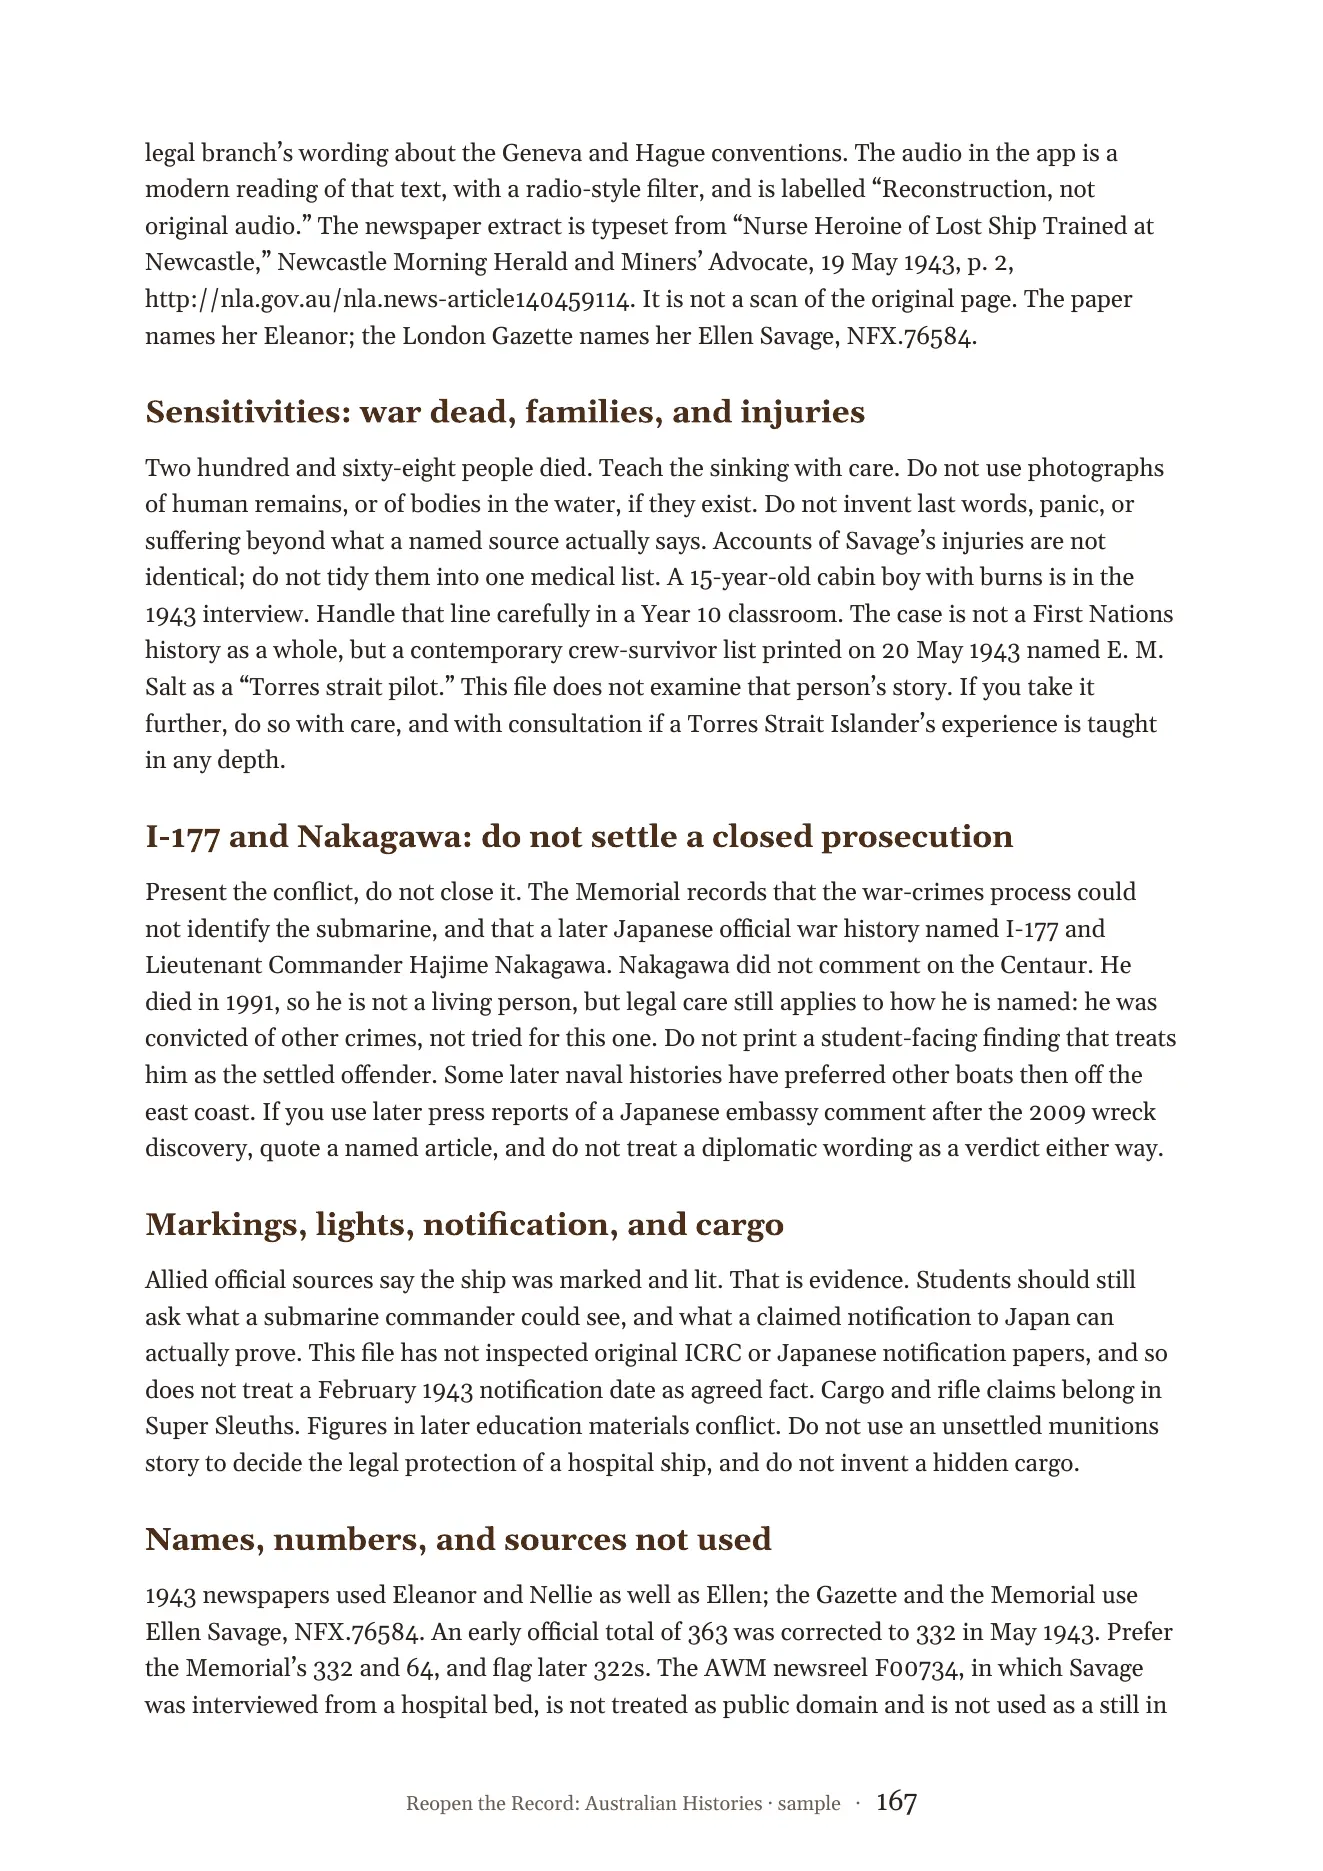 legal branch’s wording about the Geneva and Hague conventions. The audio in the app is a
modern reading of that text, with a radio-style filter, and is labelled “Reconstruction, not
original audio.” The newspaper extract is typeset from “Nurse Heroine of Lost Ship Trained at
Newcastle,” Newcastle Morning Herald and Miners’ Advocate, 19 May 1943, p. 2,
http://nla.gov.au/nla.news-article140459114. It is not a scan of the original page. The paper
names her Eleanor; the London Gazette names her Ellen Savage, NFX.76584.
Sensitivities: war dead, families, and injuries
Two hundred and sixty-eight people died. Teach the sinking with care. Do not use photographs
of human remains, or of bodies in the water, if they exist. Do not invent last words, panic, or
suffering beyond what a named source actually says. Accounts of Savage’s injuries are not
identical; do not tidy them into one medical list. A 15-year-old cabin boy with burns is in the
1943 interview. Handle that line carefully in a Year 10 classroom. The case is not a First Nations
history as a whole, but a contemporary crew-survivor list printed on 20 May 1943 named E. M.
Salt as a “Torres strait pilot.” This file does not examine that person’s story. If you take it
further, do so with care, and with consultation if a Torres Strait Islander’s experience is taught
in any depth.
I-177 and Nakagawa: do not settle a closed prosecution
Present the conflict, do not close it. The Memorial records that the war-crimes process could
not identify the submarine, and that a later Japanese official war history named I-177 and
Lieutenant Commander Hajime Nakagawa. Nakagawa did not comment on the Centaur. He
died in 1991, so he is not a living person, but legal care still applies to how he is named: he was
convicted of other crimes, not tried for this one. Do not print a student-facing finding that treats
him as the settled offender. Some later naval histories have preferred other boats then off the
east coast. If you use later press reports of a Japanese embassy comment after the 2009 wreck
discovery, quote a named article, and do not treat a diplomatic wording as a verdict either way.
Markings, lights, notification, and cargo
Allied official sources say the ship was marked and lit. That is evidence. Students should still
ask what a submarine commander could see, and what a claimed notification to Japan can
actually prove. This file has not inspected original ICRC or Japanese notification papers, and so
does not treat a February 1943 notification date as agreed fact. Cargo and rifle claims belong in
Super Sleuths. Figures in later education materials conflict. Do not use an unsettled munitions
story to decide the legal protection of a hospital ship, and do not invent a hidden cargo.
Names, numbers, and sources not used
1943 newspapers used Eleanor and Nellie as well as Ellen; the Gazette and the Memorial use
Ellen Savage, NFX.76584. An early official total of 363 was corrected to 332 in May 1943. Prefer
the Memorial’s 332 and 64, and flag later 322s. The AWM newsreel F00734, in which Savage
was interviewed from a hospital bed, is not treated as public domain and is not used as a still in
Reopen the Record: Australian Histories · sample · 167